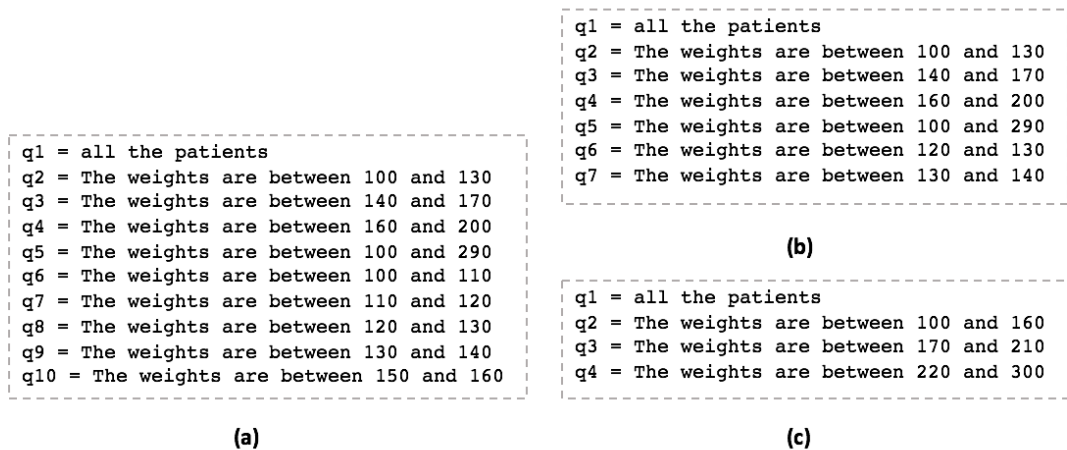 q1 = all the patients
q2 = The weights are between 100 and 130
q3 = The weights are between 140 and 170
q4 = The weights are between 160 and 200
q5 = The weights are between 100 and 290
q6 = The weights are between 100 and 110
q7 = The weights are between 110 and 120
q8 = The weights are between 120 and 130
q9 = The weights are between 130 and 140
q10 = The weights are between 150 and 160
(a)
q1 = all the patients
q2 = The weights are between 100 and 130
q3 = The weights are between 140 and 170
q4 = The weights are between 160 and 200
q5 = The weights are between 100 and 290
q6 = The weights are between 120 and 130
q7 = The weights are between 130 and 140
(b)
q1 = all the patients
q2 = The weights are between 100 and 160
q3 = The weights are between 170 and 210
q4 = The weights are between 220 and 300
(c)